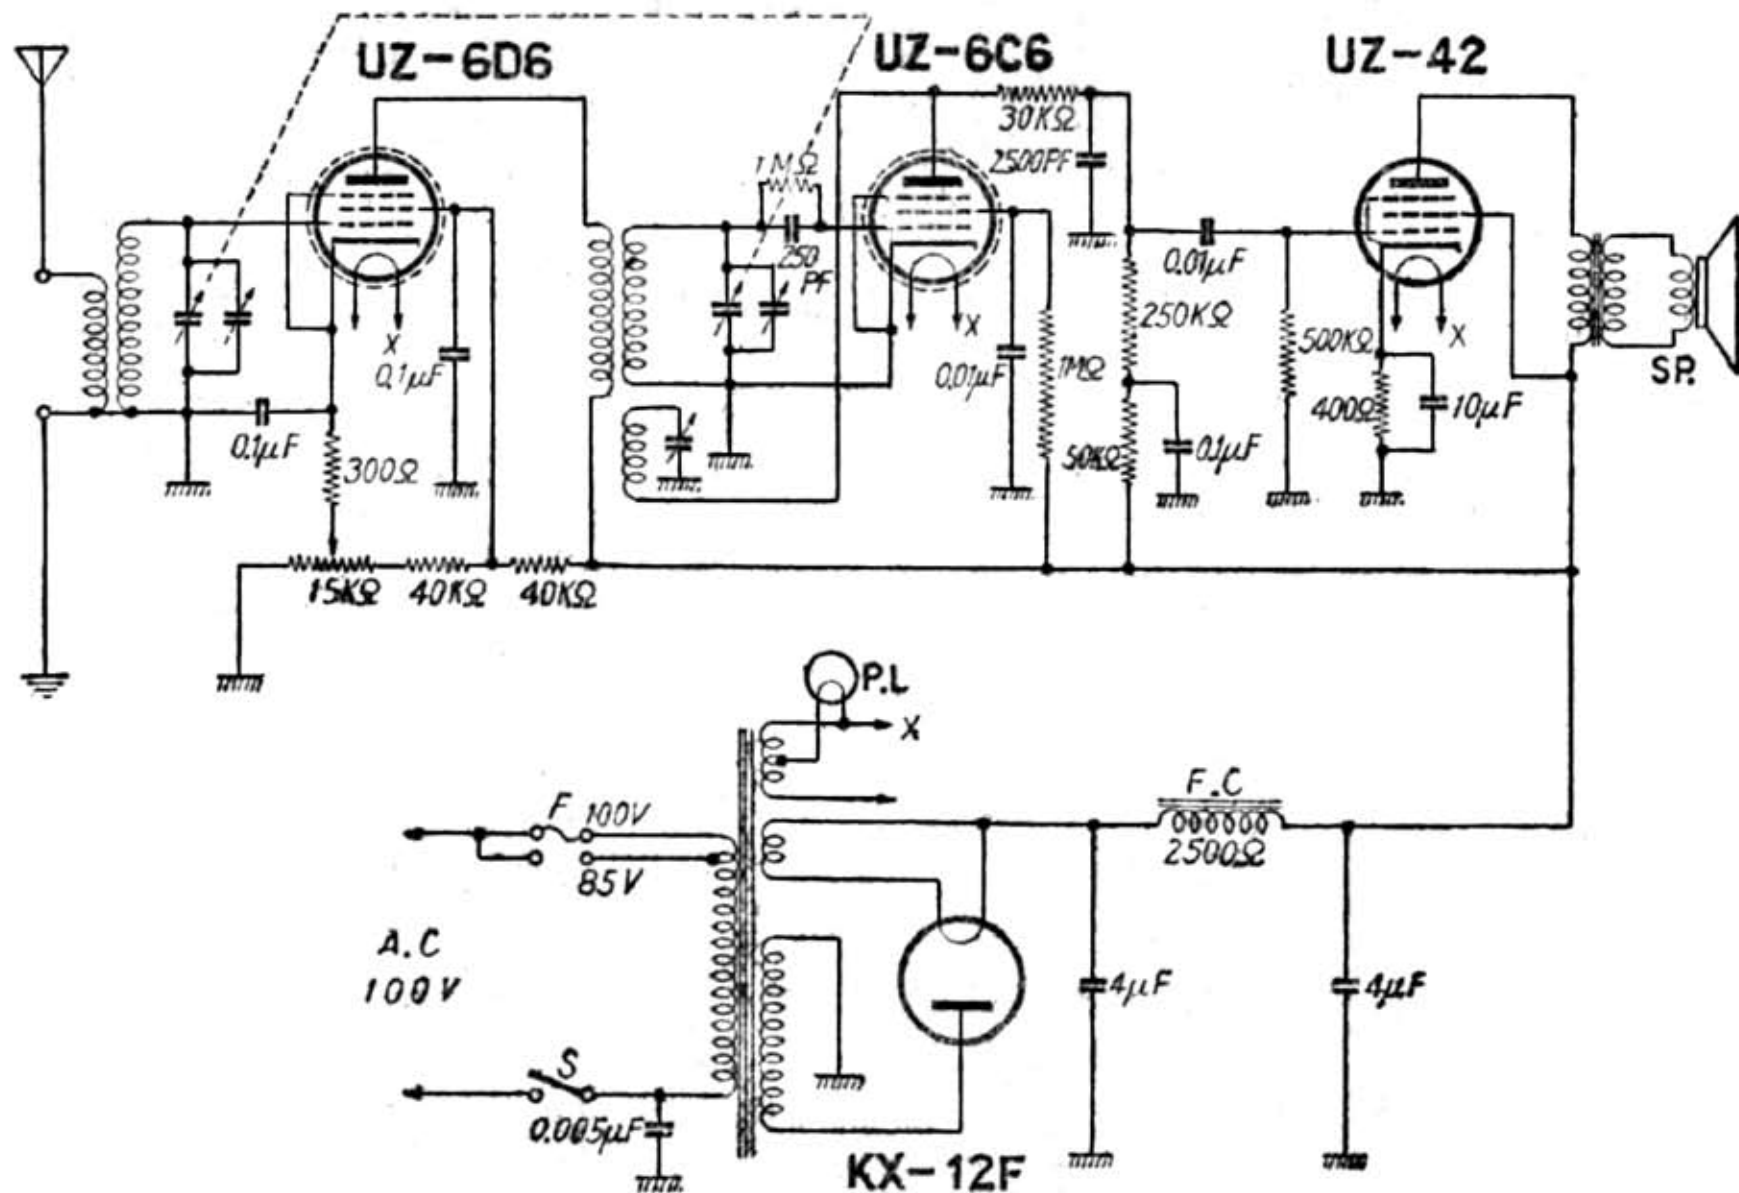 UZ-6D6
UZ-6C6
UZ-42
30KΩ
1MΩ
2500PF
250
PF
0.01μF
250KΩ
500KΩ
X
X
X
0.1μF
0.01μF
1MΩ
400Ω
10μF
SP.
0.1μF
300Ω
50KΩ
0.1μF
15KΩ
40KΩ
40KΩ
P.L
X
F
100V
F.C
2500Ω
85V
A.C
100V
4μF
4μF
S
0.005μF
KX-12F